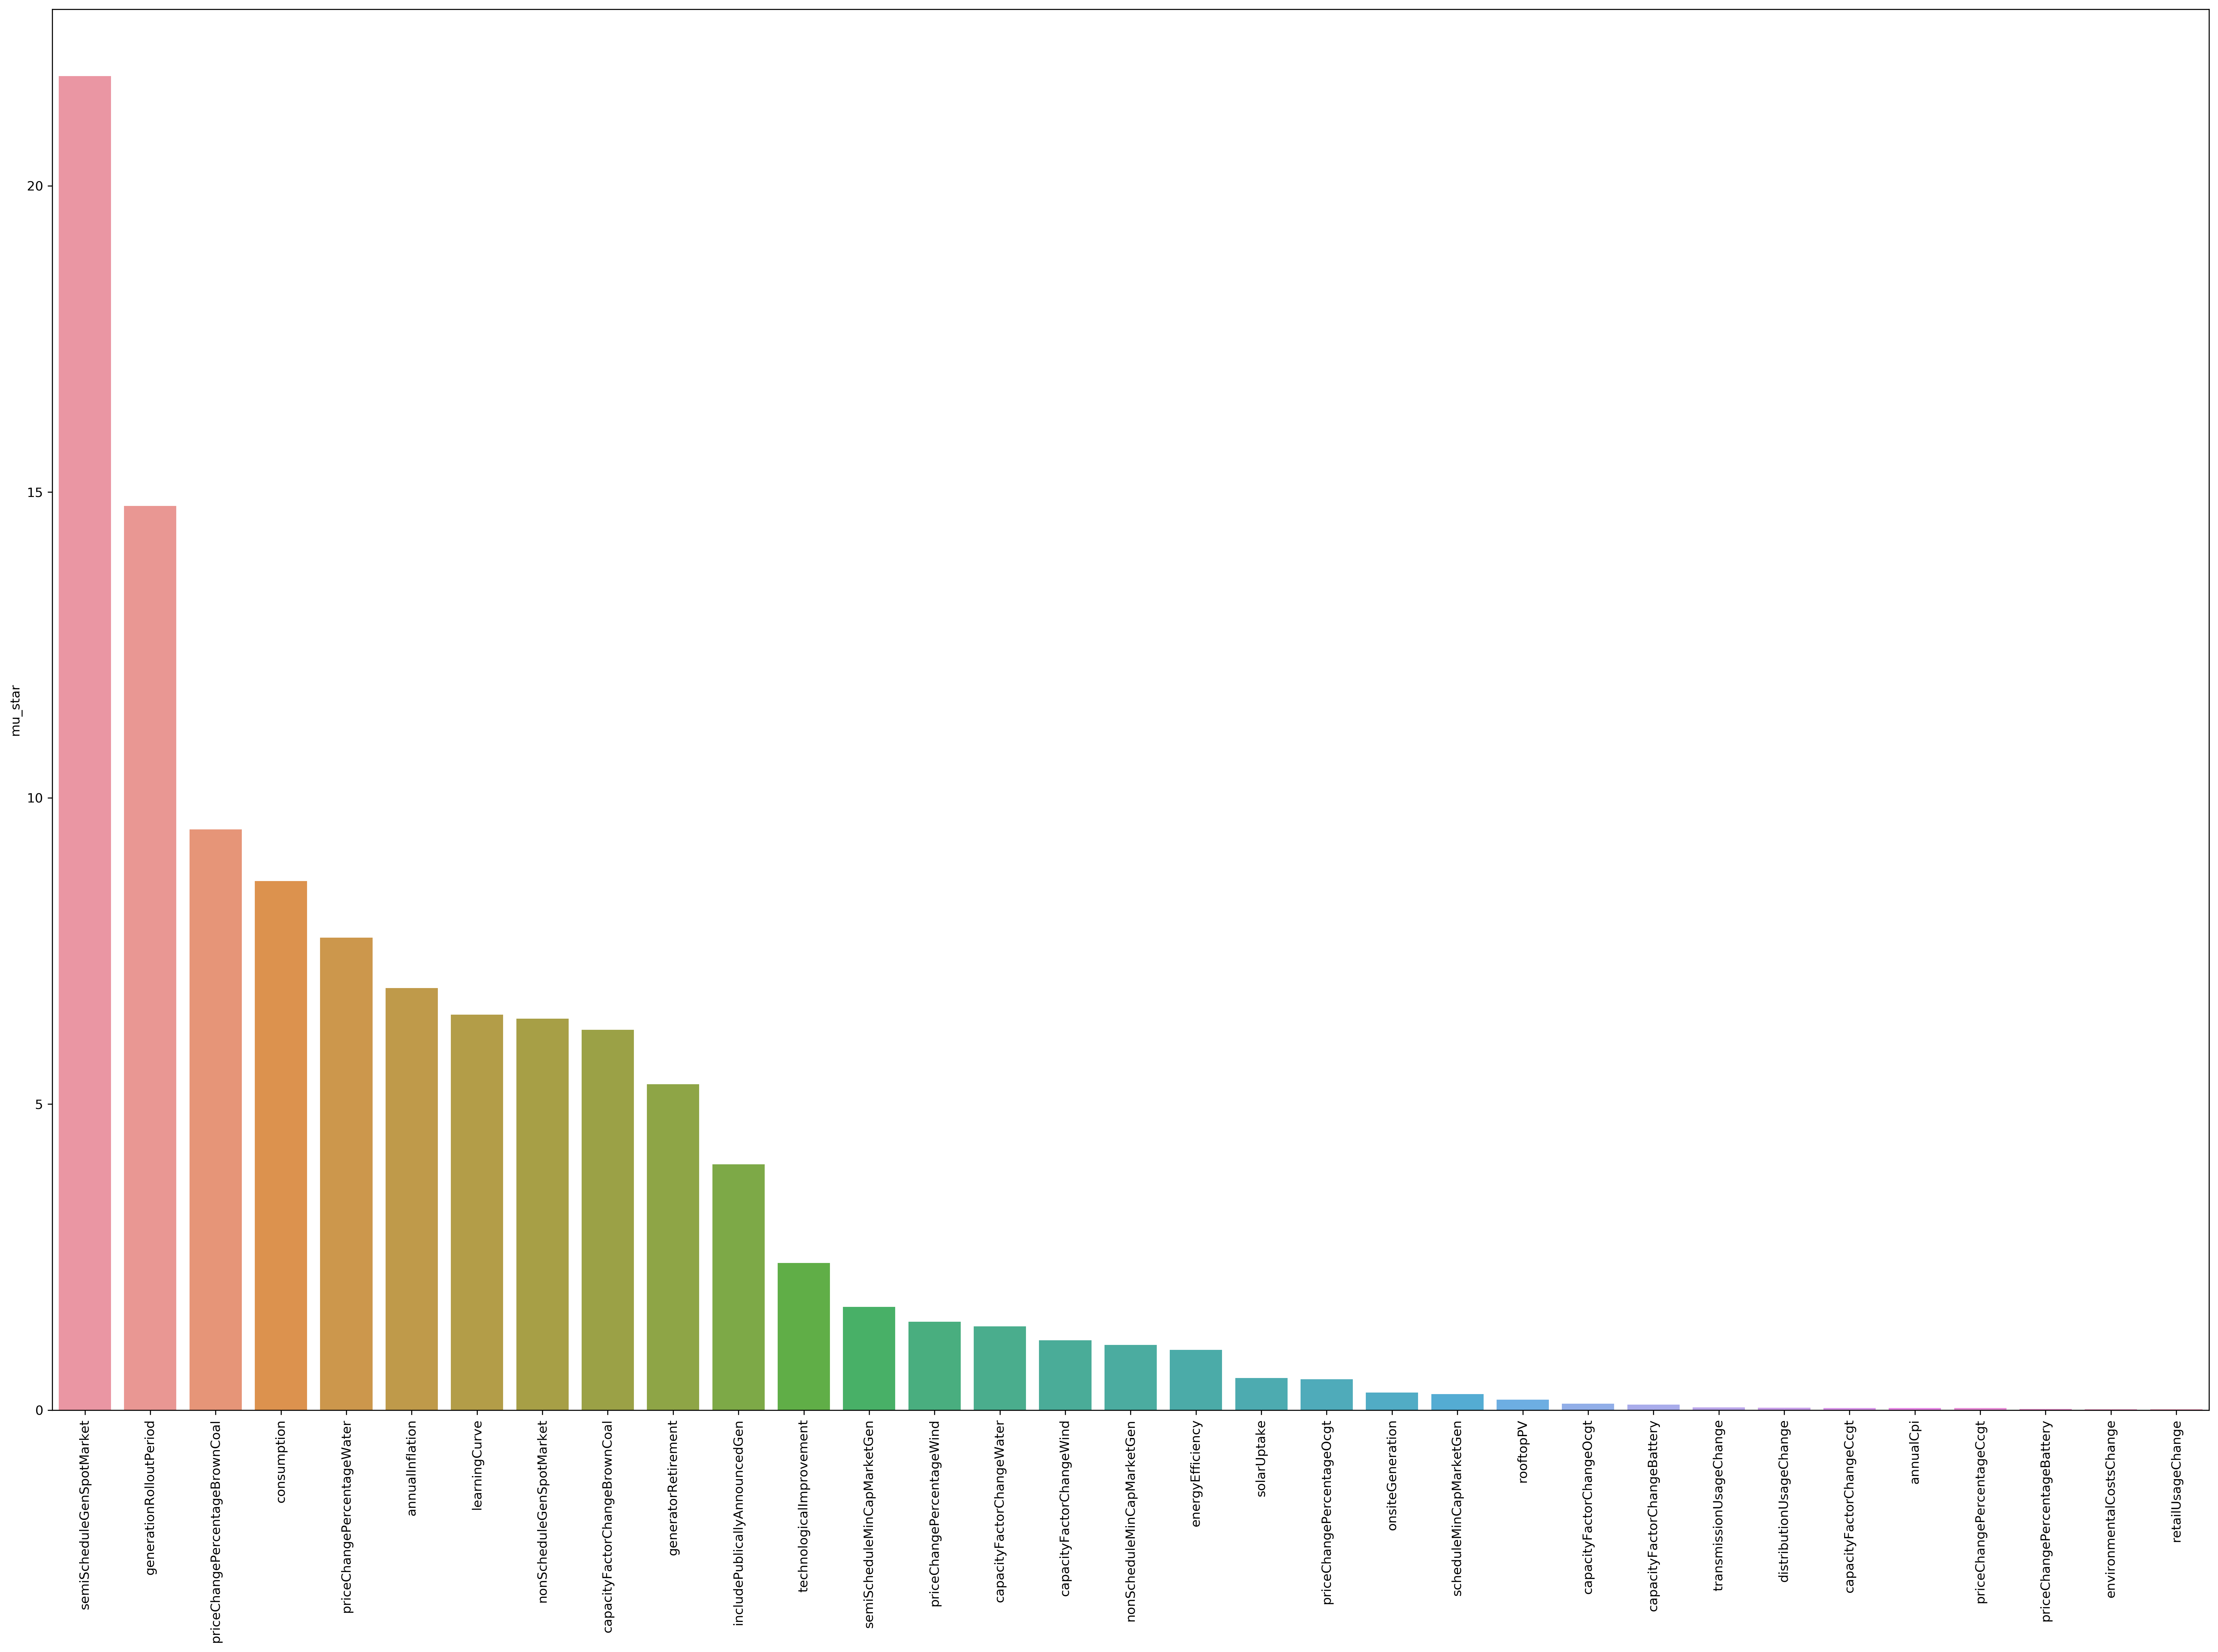 mu_star
20
15
10
5
0
semiScheduleGenSpotMarket
generationRolloutPeriod
priceChangePercentageBrownCoal
consumption
priceChangePercentageWater
annualInflation
learningCurve
nonScheduleGenSpotMarket
capacityFactorChangeBrownCoal
generatorRetirement
includePublicallyAnnouncedGen
technologicalImprovement
semiScheduleMinCapMarketGen
priceChangePercentageWind
capacityFactorChangeWater
capacityFactorChangeWind
nonScheduleMinCapMarketGen
energyEfficiency
solarUptake
priceChangePercentageOcgt
onsiteGeneration
scheduleMinCapMarketGen
rooftopPV
capacityFactorChangeOcgt
capacityFactorChangeBattery
transmissionUsageChange
distributionUsageChange
capacityFactorChangeCcgt
annualCpi
priceChangePercentageCcgt
priceChangePercentageBattery
environmentalCostsChange
retailUsageChange